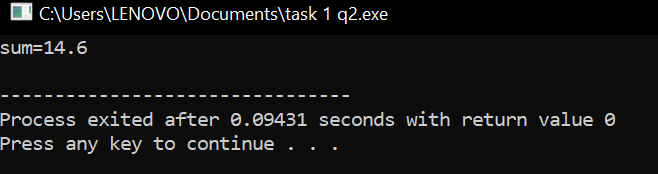 C:\Users\LENOVO\Documents\task 1 q2.exe
sum=14.6
--------------------------------
Process exited after 0.09431 seconds with return value 0
Press any key to continue . . .